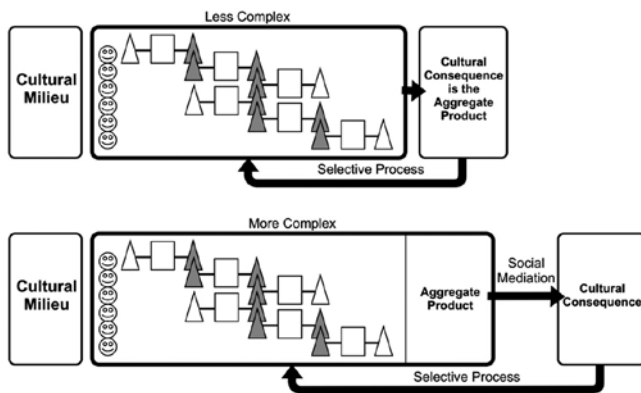 Less Complex
Cultural
Milieu
Cultural
Consequence
is the
Aggregate
Product
Selective Process
More Complex
Cultural
Milieu
Aggregate
Product
Social
Mediation
Cultural
Consequence
Selective Process